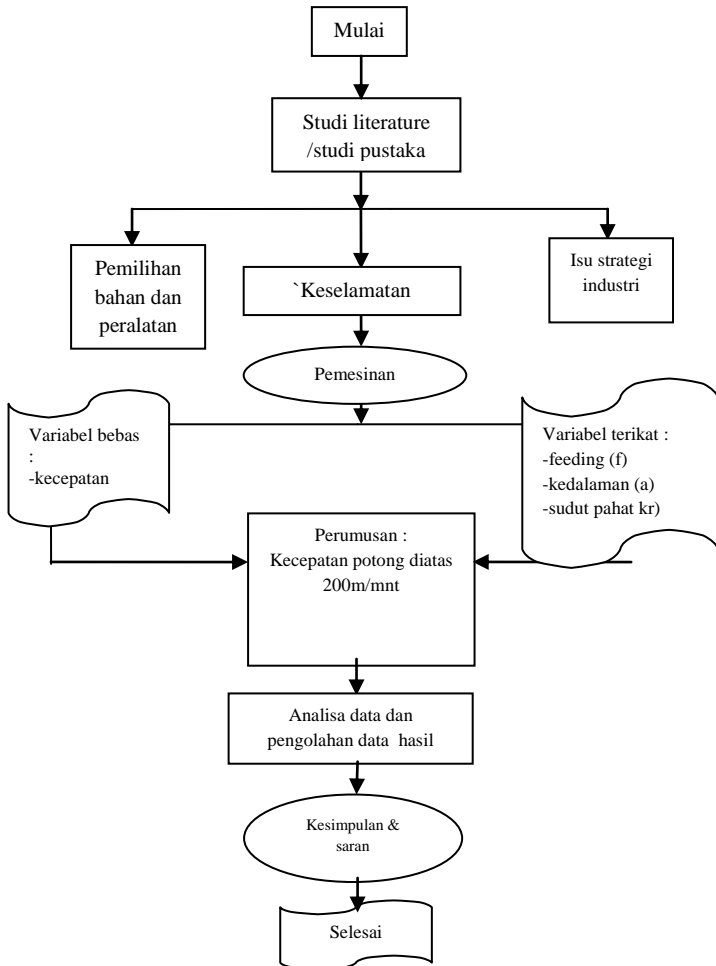 Mulai
Studi literature
/studi pustaka
Pemilihan
bahan dan
peralatan
`Keselamatan
Isu strategi
industri
Pemesinan
Variabel bebas
:
-kecepatan
Variabel terikat :
-feeding (f)
-kedalaman (a)
-sudut pahat kr)
Perumusan :
Kecepatan potong diatas
200m/mnt
Analisa data dan
pengolahan data hasil
Kesimpulan &
saran
Selesai